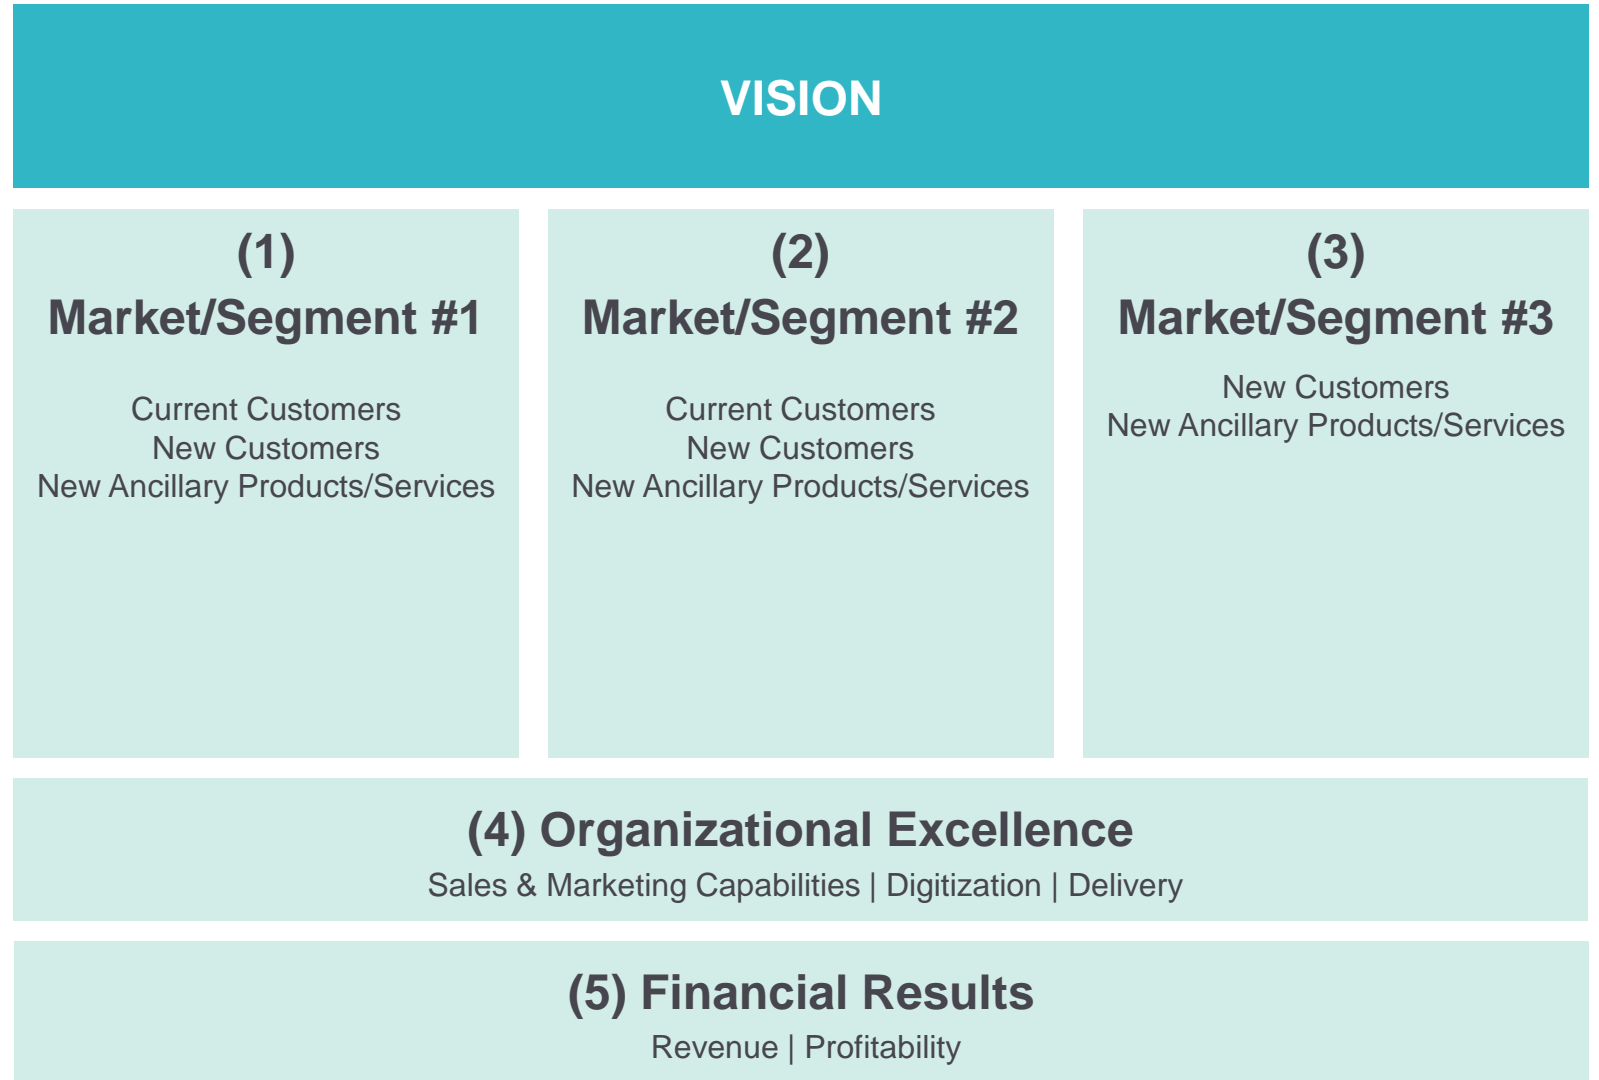 VISION
(1)
Market/Segment #1
Current Customers
New Customers
New Ancillary Products/Services
(2)
Market/Segment #2
Current Customers
New Customers
New Ancillary Products/Services
(3)
Market/Segment #3
New Customers
New Ancillary Products/Services
(4) Organizational Excellence
Sales & Marketing Capabilities | Digitization | Delivery
(5) Financial Results
Revenue | Profitability